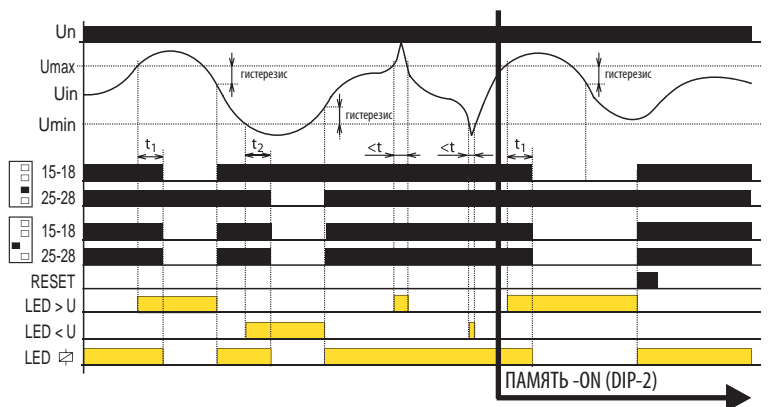 Un
Umax
гистерезис
гистерезис
Uin
гистерезис
Umin
t1
t2
<t
<t
t1
15-18
25-28
15-18
25-28
RESET
LED > U
LED < U
LED
ПАМЯТЬ -ON (DIP-2)